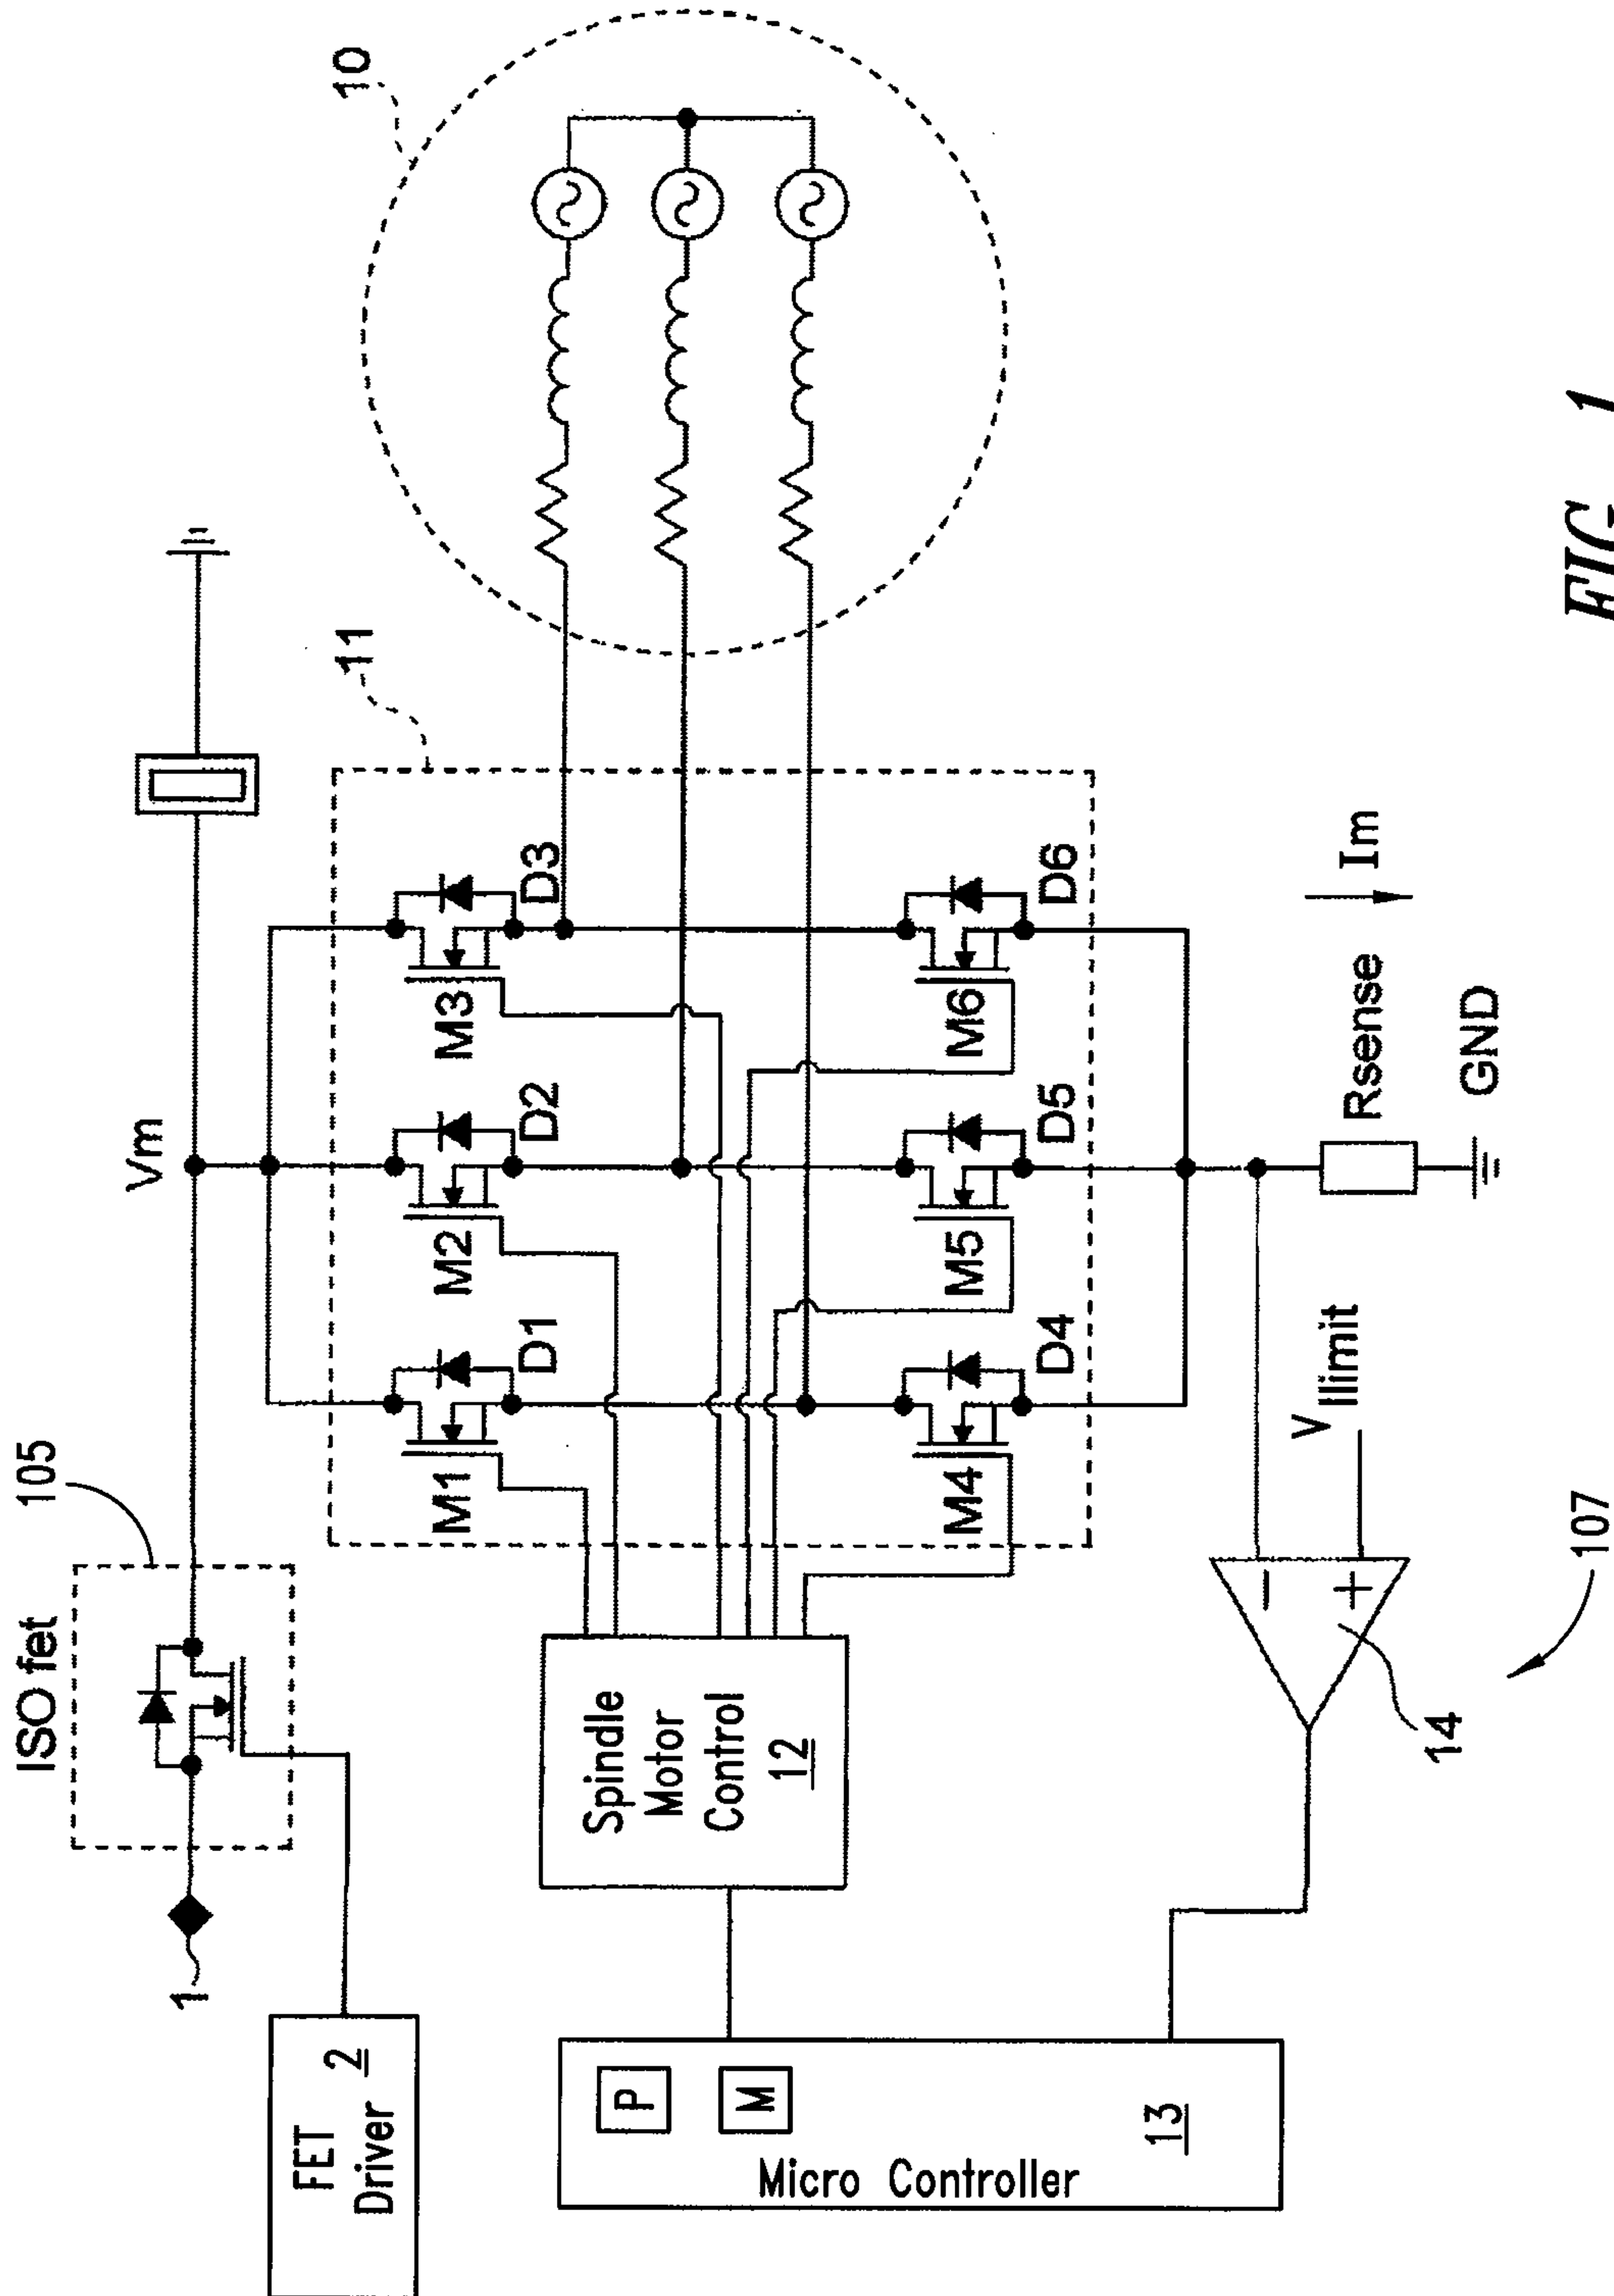 ISO fet
105
1
FET
Driver
2
Vm
10
11
M1
D1
M2
D2
M3
D3
M4
D4
M5
D5
M6
D6
Spindle
Motor
Control
12
P
M
Micro Controller
13
−
+
14
107
VIlimit
Rsense
Im
GND
FIG. 1